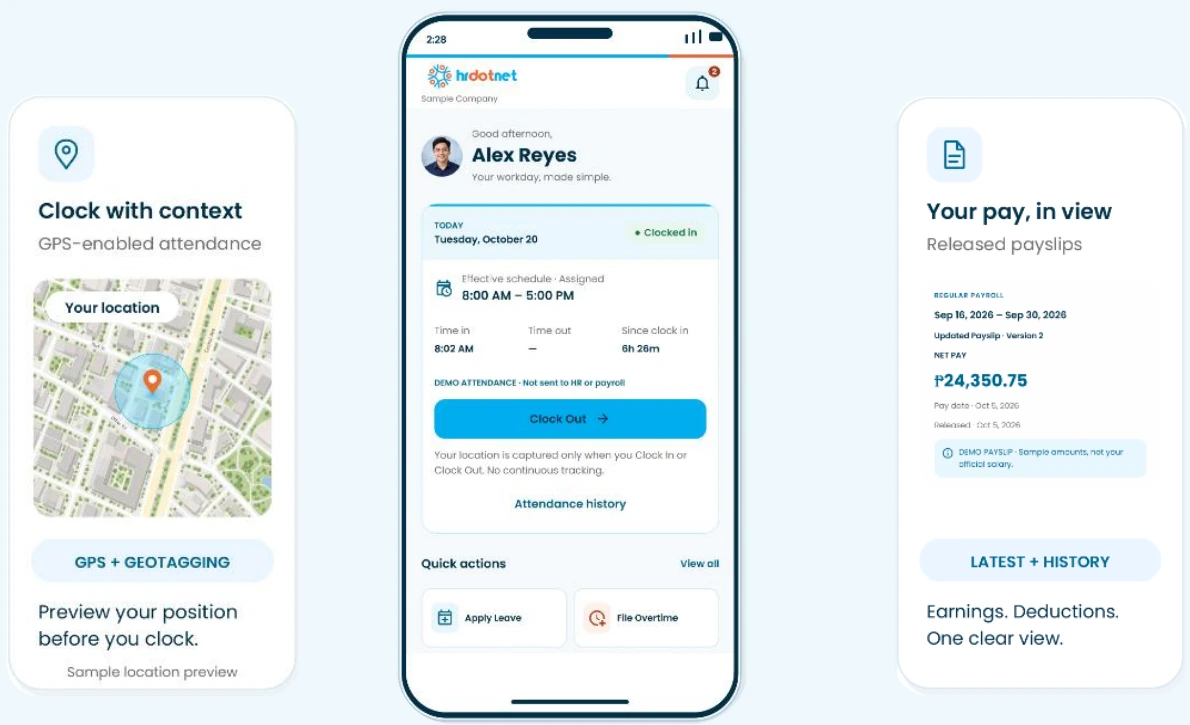 Clock with context
GPS-enabled attendance
Your location
GPS + GEOTAGGING
Preview your position
before you clock.
Sample location preview
2:28
hrdotnet
Sample Company
2
Good afternoon,
Alex Reyes
Your workday, made simple.
TODAY
Tuesday, October 20
• Clocked in
Effective schedule · Assigned
8:00 AM – 5:00 PM
Time in
Time out
Since clock in
8:02 AM
—
6h 26m
DEMO ATTENDANCE · Not sent to HR or payroll
Clock Out →
Your location is captured only when you Clock In or
Clock Out. No continuous tracking.
Attendance history
Quick actions
View all
Apply Leave
File Overtime
Your pay, in view
Released payslips
REGULAR PAYROLL
Sep 16, 2026 – Sep 30, 2026
Updated Payslip · Version 2
NET PAY
₱24,350.75
Pay date · Oct 5, 2026
Released · Oct 5, 2026
DEMO PAYSLIP · Sample amounts, not your
official salary.
LATEST + HISTORY
Earnings. Deductions.
One clear view.